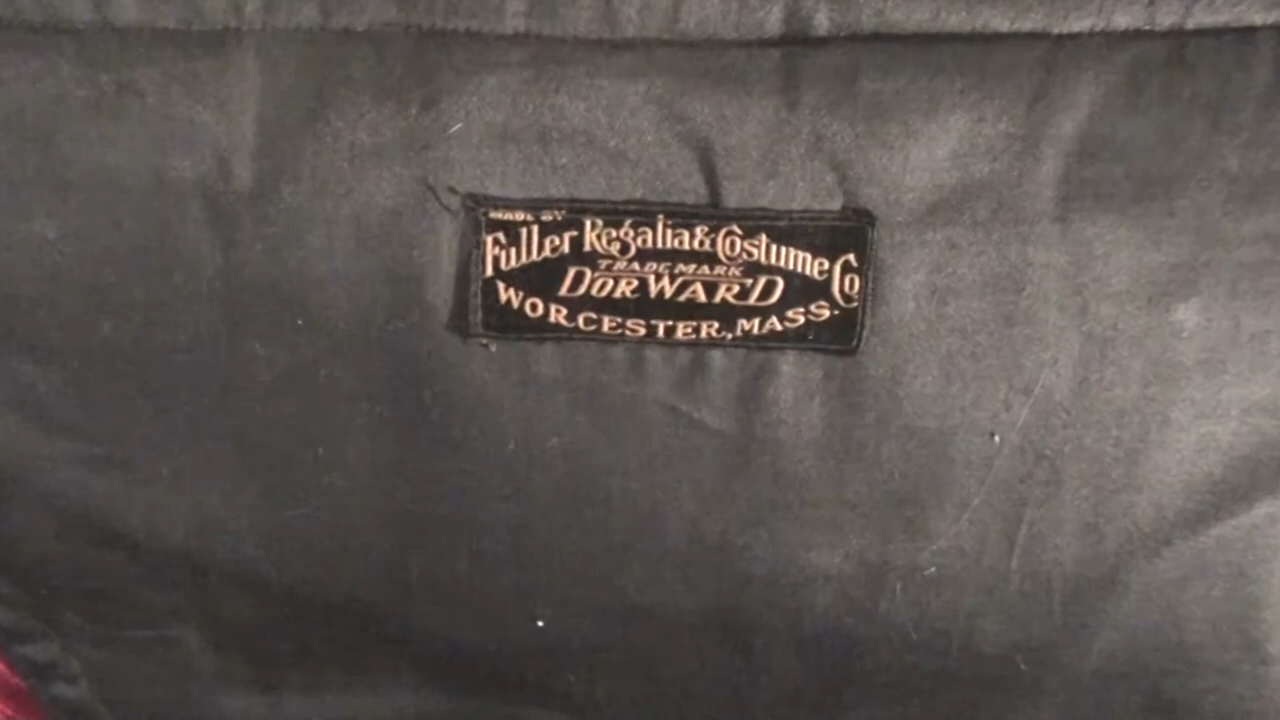 MADE BY
Fuller Regalia & Costume Co
TRADE MARK
DORWARD
WORCESTER, MASS.